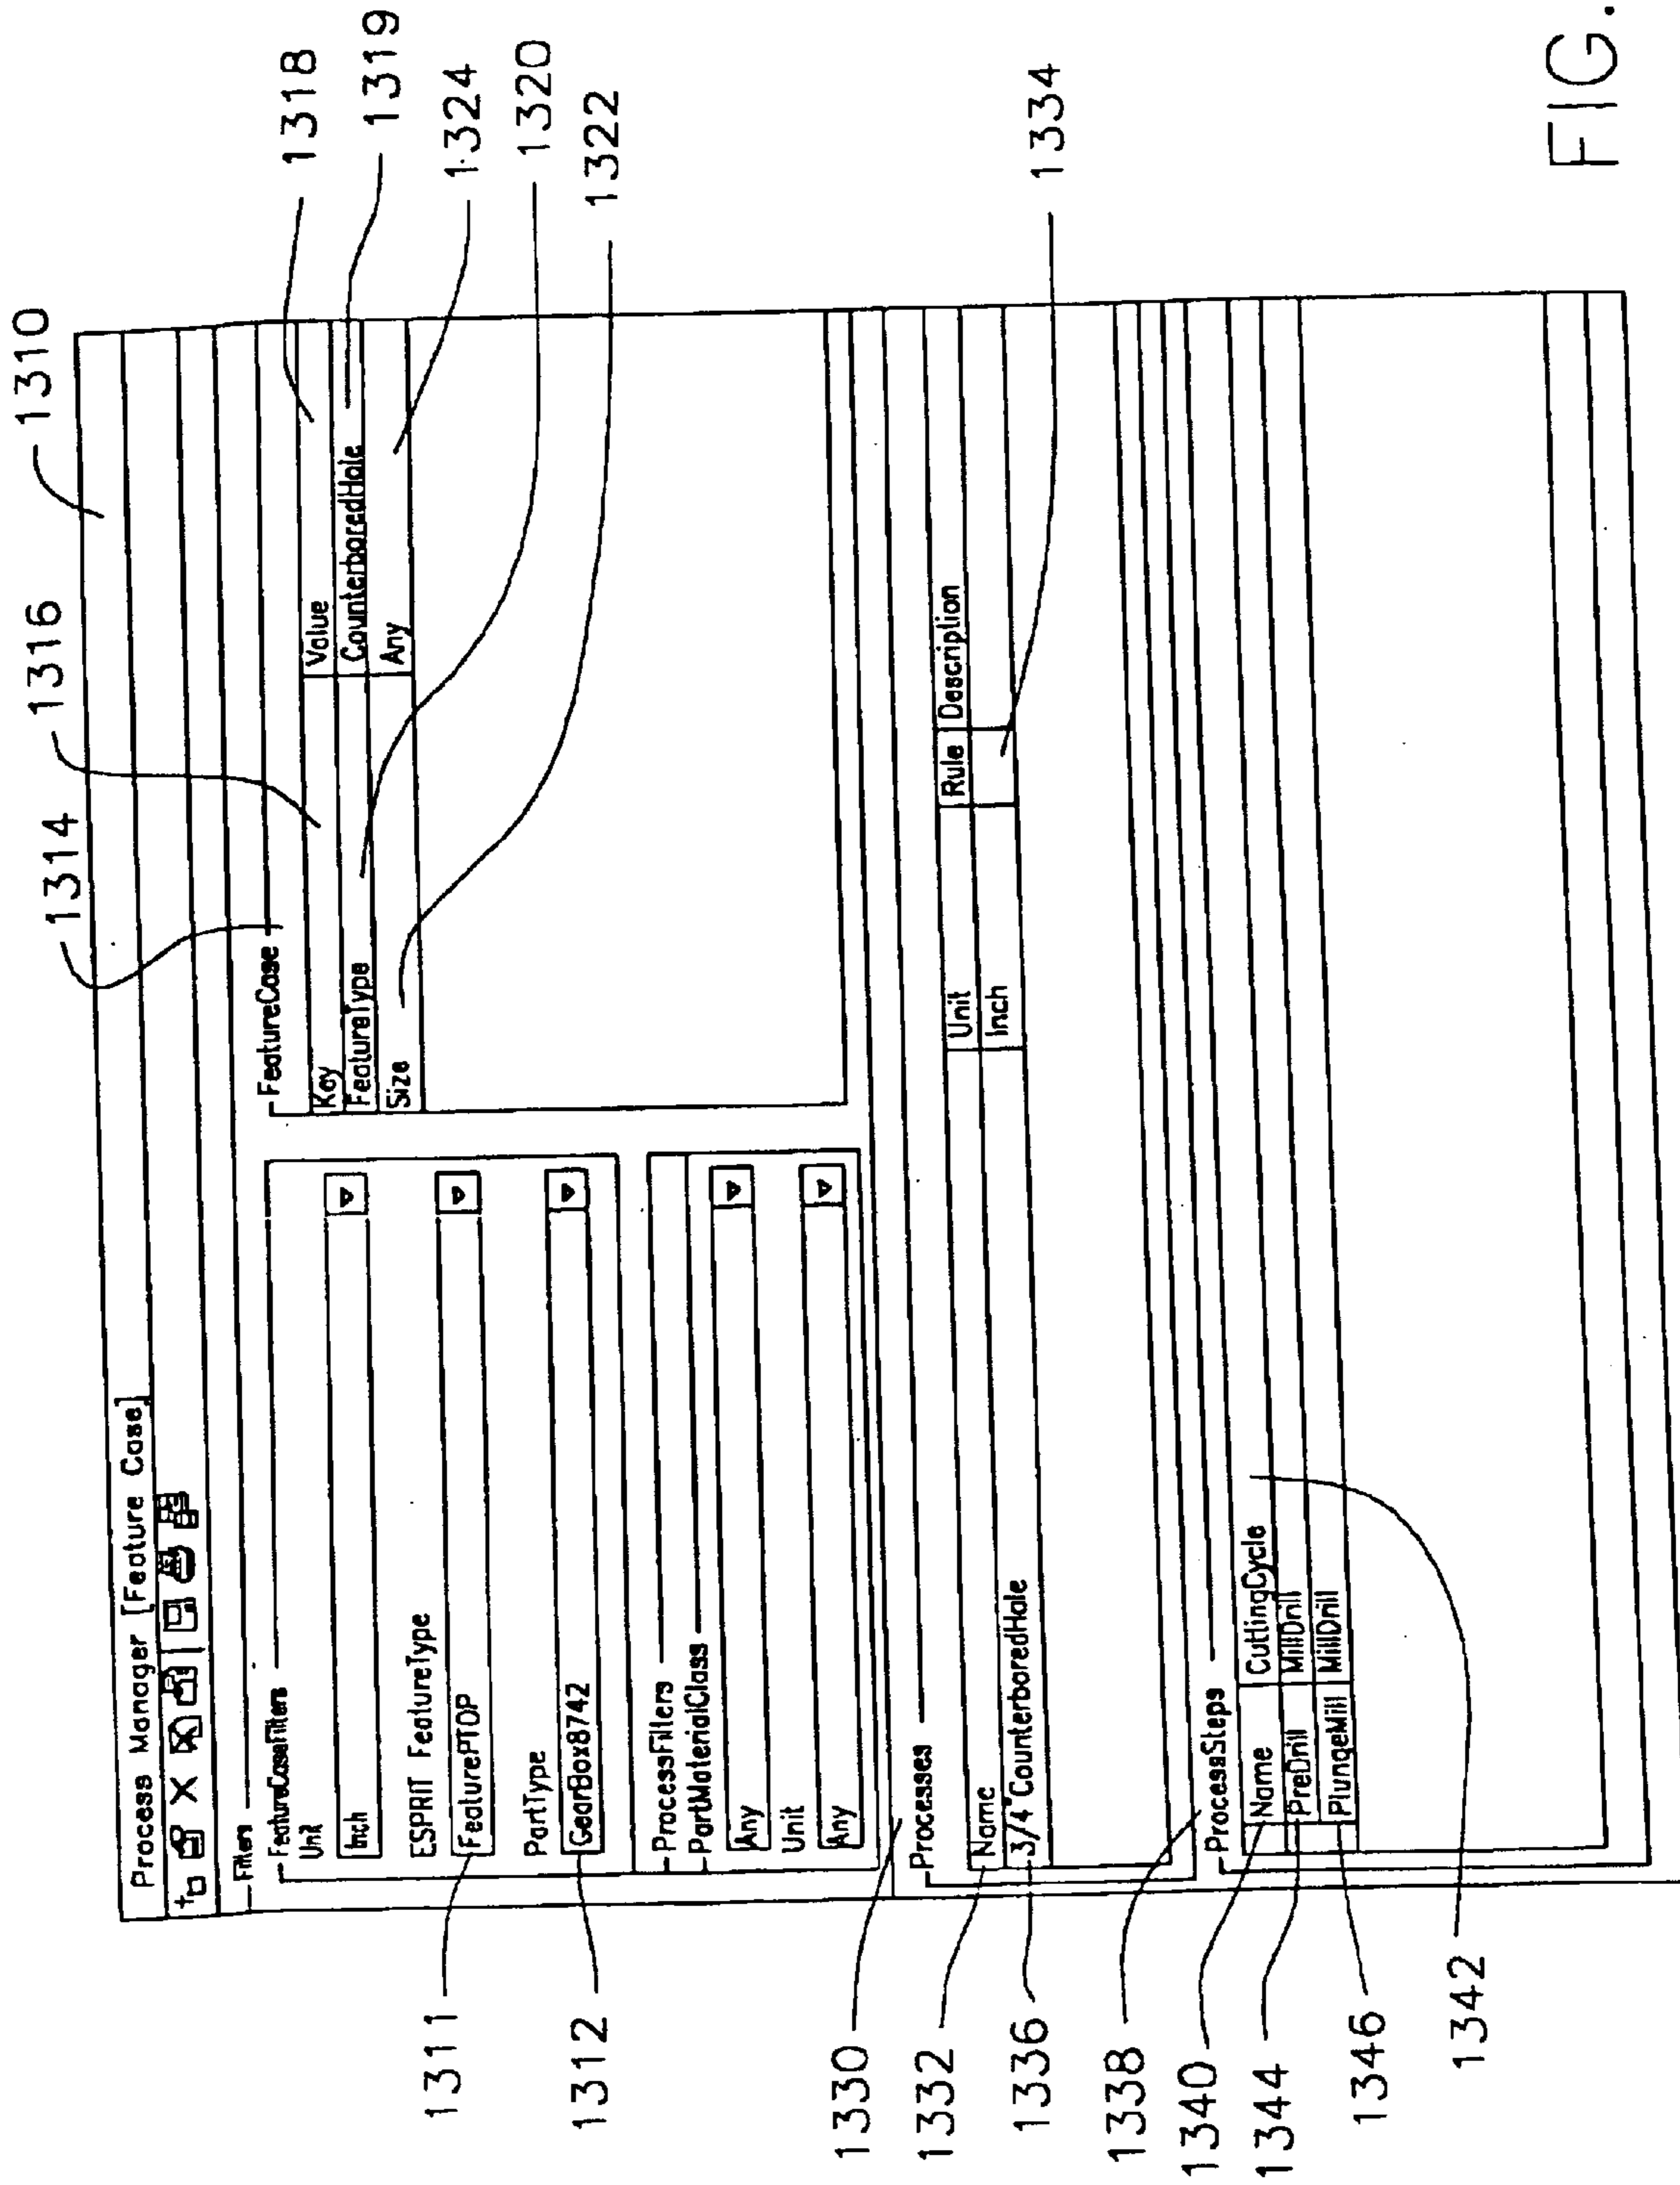 1310
1314
1316
1318
1319
1324
1320
1322
1334
Process Manager [Feature Case]
Filters
FeatureCaseFilters
Unit
Inch
ESPRIT FeatureType
FeaturePTOP
PartType
GearBox8742
ProcessFilters
PartMaterialClass
Any
Unit
Any
FeatureCase
Key Value
FeatureType CounterboredHole
Size Any
Processes
Name Unit Rule Description
3/4" CounterboredHole Inch
ProcessSteps
Name CuttingCycle
PreDrill MillDrill
PlungeMill MillDrill
1311
1312
1330
1332
1336
1338
1340
1344
1346
1342
FIG.